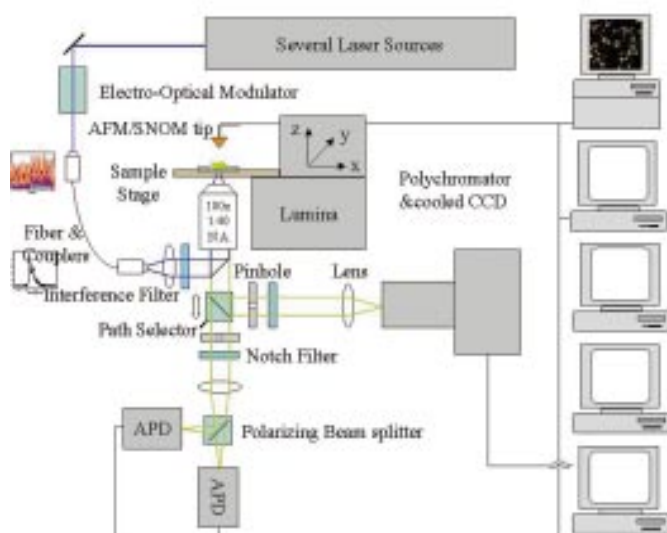 Several Laser Sources
Electro-Optical Modulator
AFM/SNOM tip
z
y
x
Sample
Stage
Lumina
Polychromator
&cooled CCD
100x
1.40
N.A.
Fiber &
Couplers
Interference Filter
Pinhole
Lens
Path Selector
Notch Filter
APD
Polarizing Beam splitter
APD